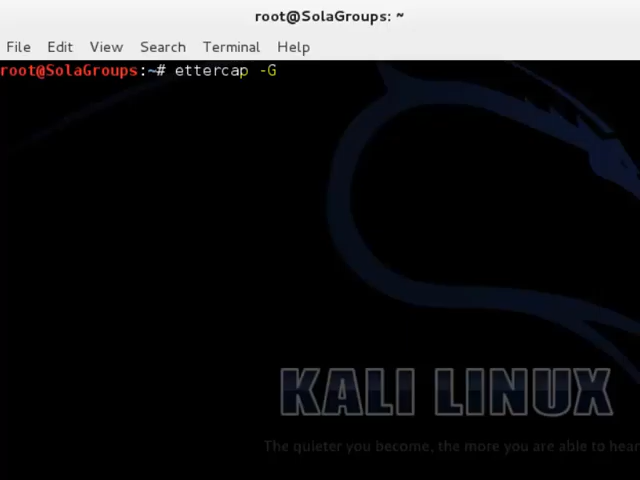 root@SolaGroups: ~
File Edit View Search Terminal Help
root@SolaGroups:~# ettercap -G
KALI LINUX
The quieter you become, the more you are able to hear